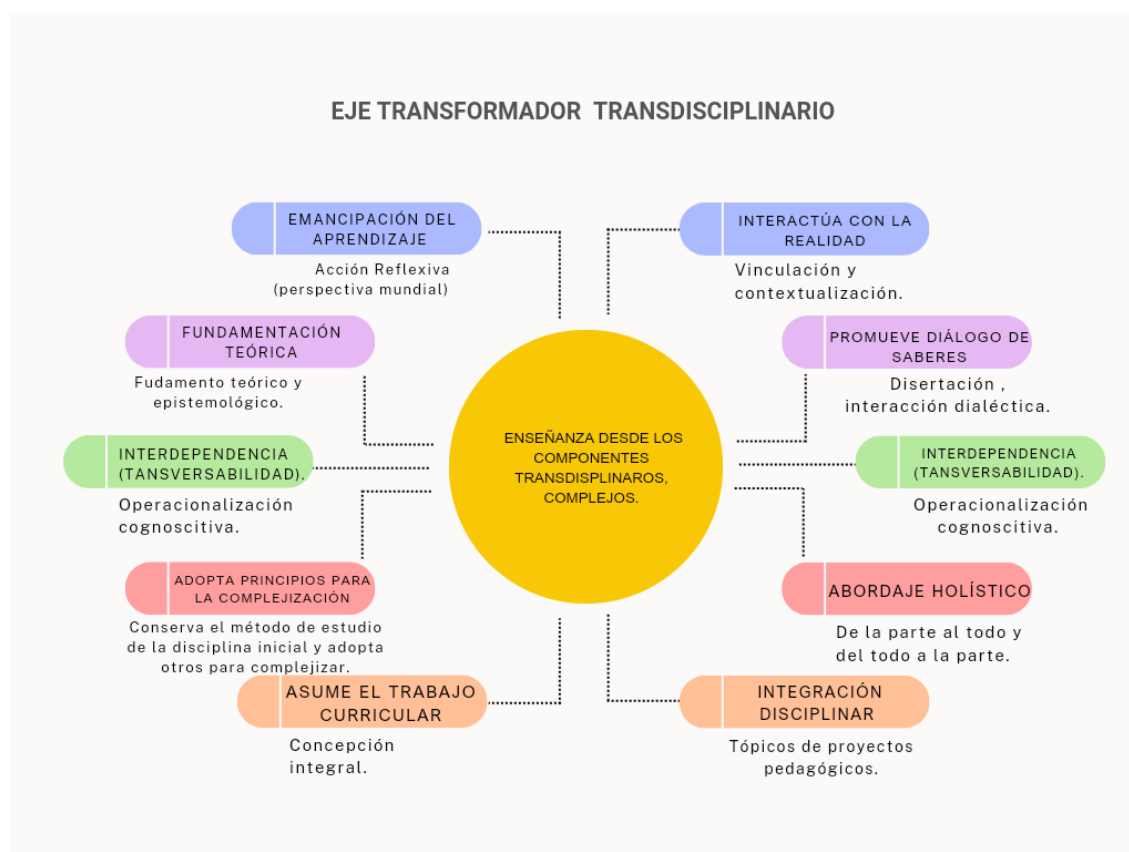 EJE TRANSFORMADOR TRANSDISCIPLINARIO
EMANCIPACIÓN DEL
APRENDIZAJE
Acción Reflexiva
(perspectiva mundial)
FUNDAMENTACIÓN
TEÓRICA
Fudamento teórico y
epistemológico.
INTERDEPENDENCIA
(TANSVERSABILIDAD).
Operacionalización
cognoscitiva.
ADOPTA PRINCIPIOS PARA
LA COMPLEJIZACIÓN
Conserva el método de estudio
de la disciplina inicial y adopta
otros para complejizar.
ASUME EL TRABAJO
CURRICULAR
Concepción
integral.
ENSEÑANZA DESDE LOS
COMPONENTES
TRANSDISPLINAROS,
COMPLEJOS.
INTERACTÚA CON LA
REALIDAD
Vinculación y
contextualización.
PROMUEVE DIÁLOGO DE
SABERES
Disertación ,
interacción dialéctica.
INTERDEPENDENCIA
(TANSVERSABILIDAD).
Operacionalización
cognoscitiva.
ABORDAJE HOLÍSTICO
De la parte al todo y
del todo a la parte.
INTEGRACIÓN
DISCIPLINAR
Tópicos de proyectos
pedagógicos.